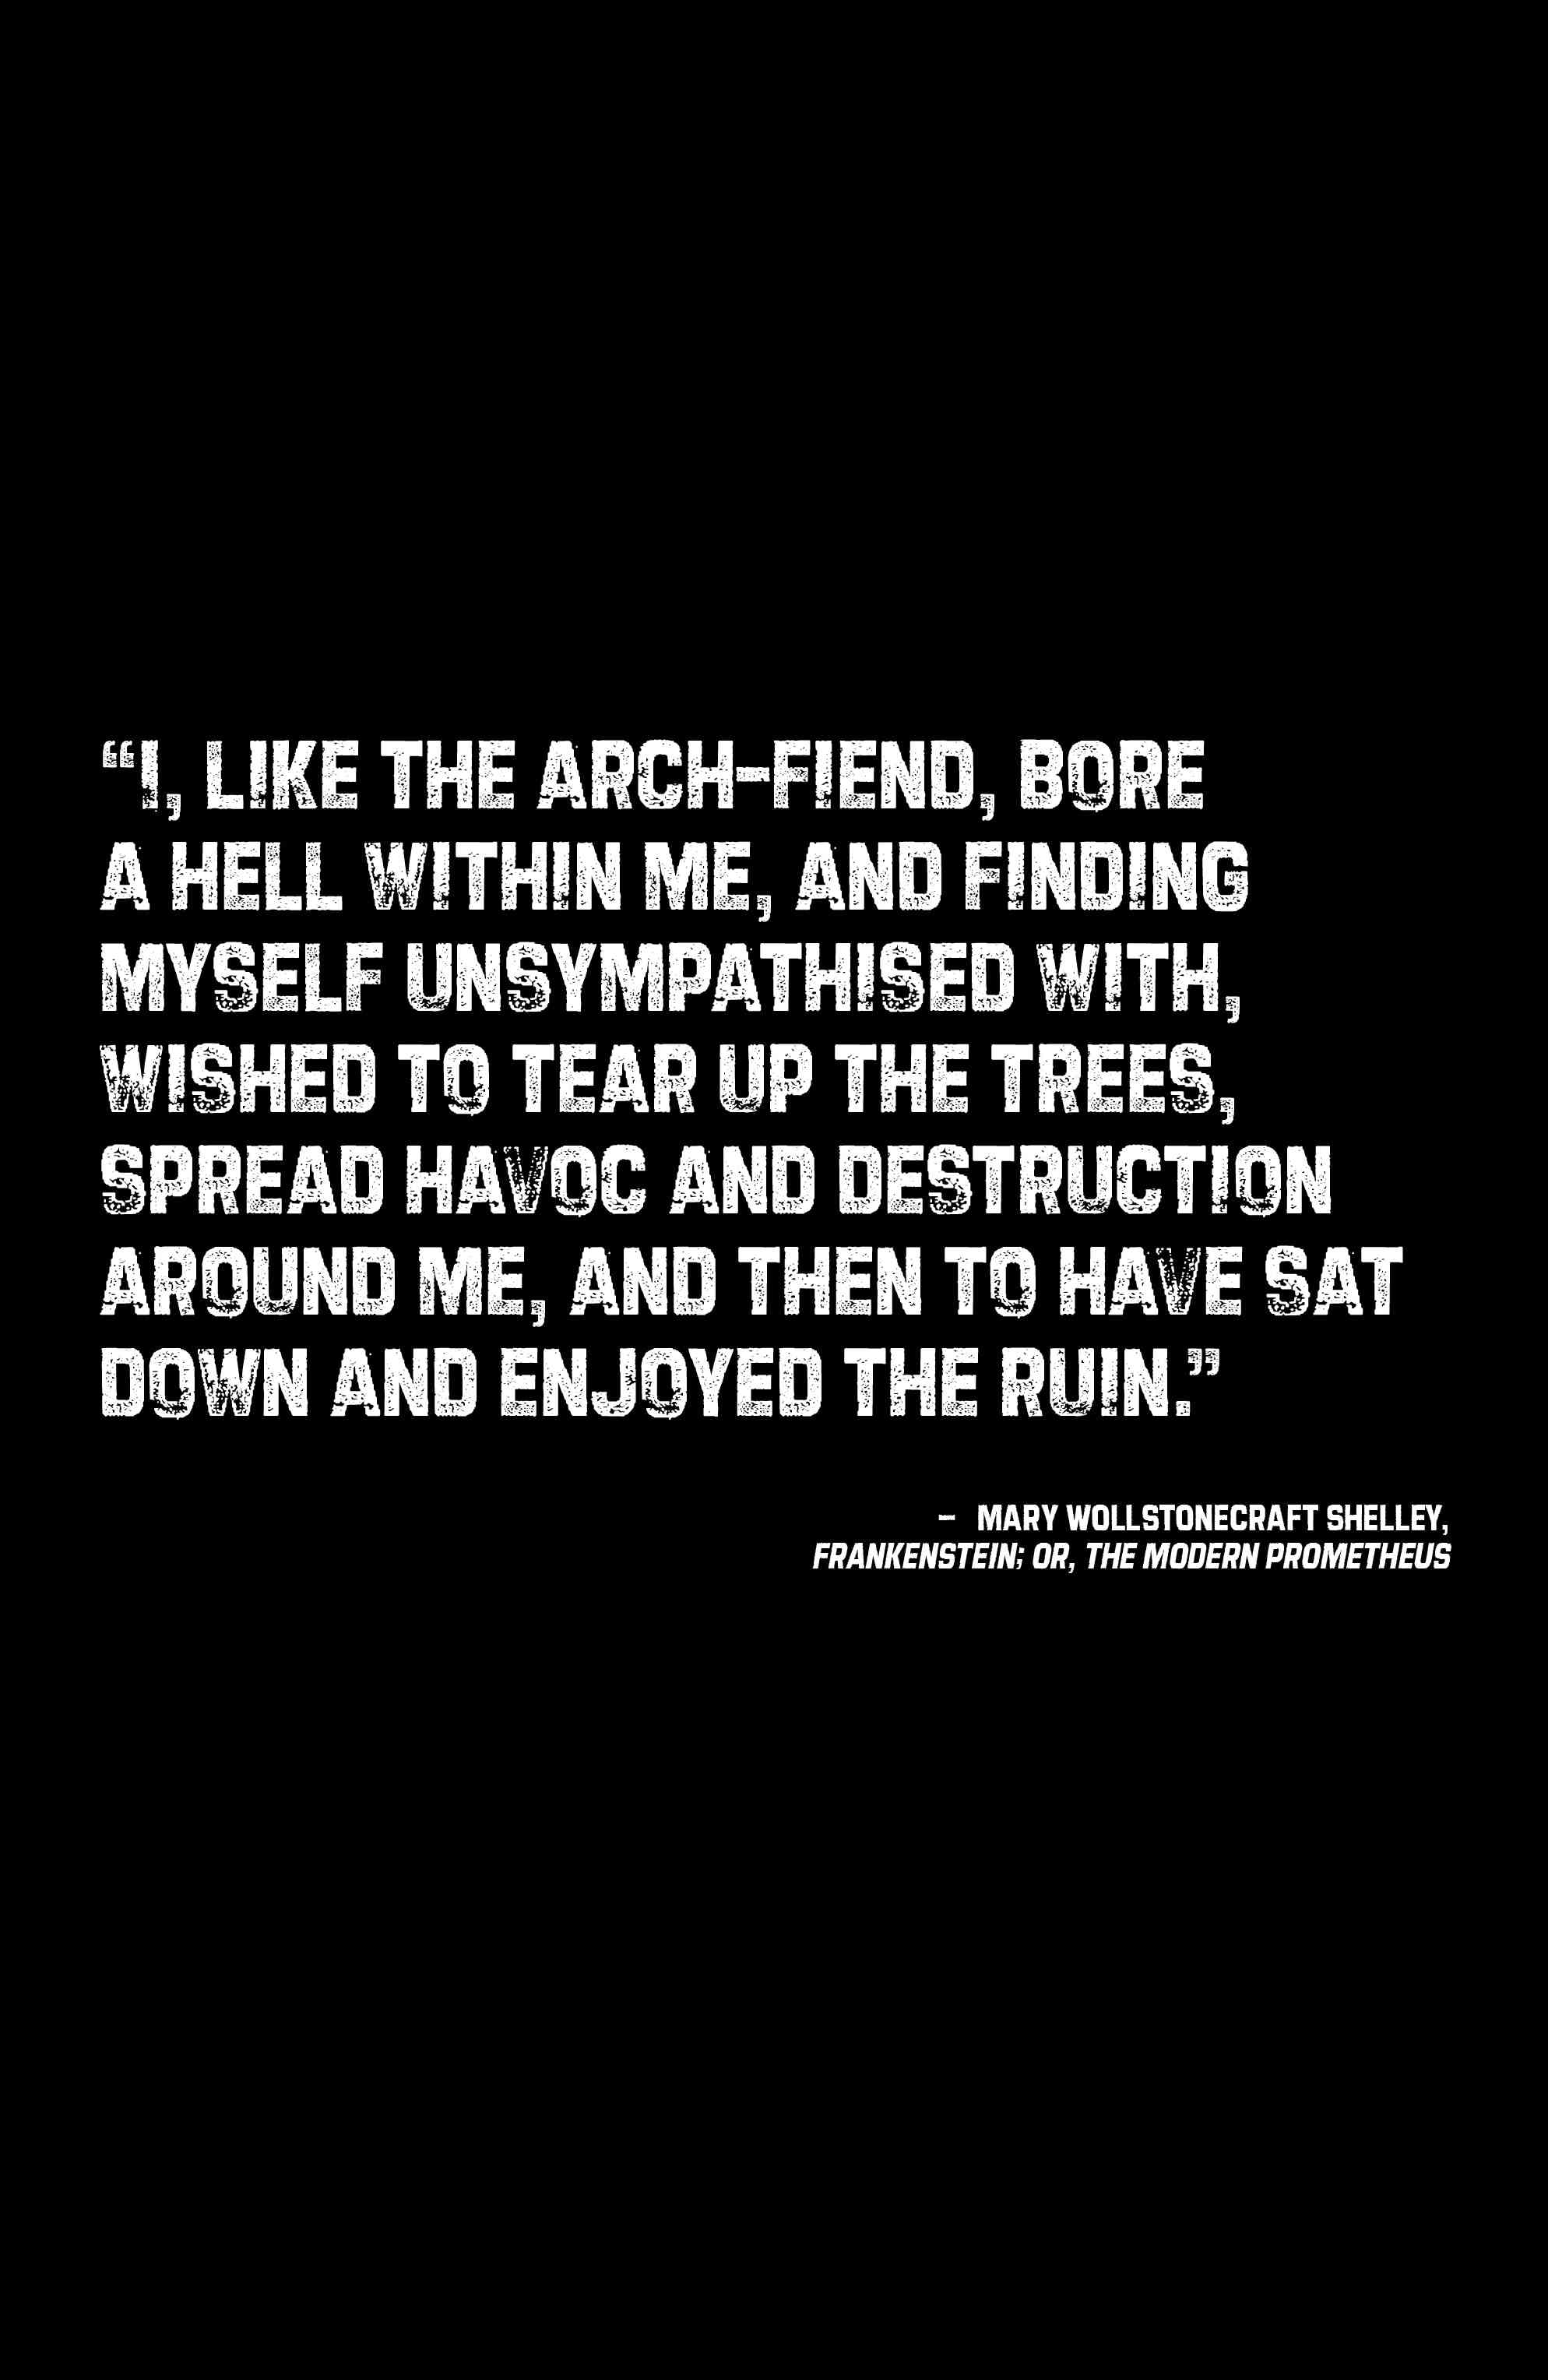 “I, LIKE THE ARCH-FIEND, BORE
A HELL WITHIN ME, AND FINDING
MYSELF UNSYMPATHISED WITH,
WISHED TO TEAR UP THE TREES,
SPREAD HAVOC AND DESTRUCTION
AROUND ME, AND THEN TO HAVE SAT
DOWN AND ENJOYED THE RUIN.”
- MARY WOLLSTONECRAFT SHELLEY,
FRANKENSTEIN; OR, THE MODERN PROMETHEUS